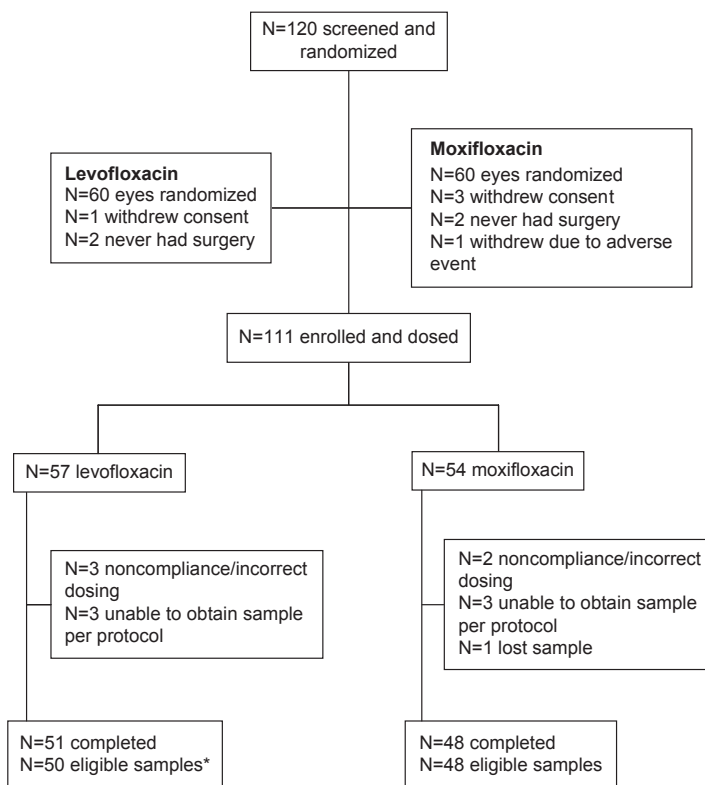 N=120 screened and
randomized
Levofloxacin
N=60 eyes randomized
N=1 withdrew consent
N=2 never had surgery
Moxifloxacin
N=60 eyes randomized
N=3 withdrew consent
N=2 never had surgery
N=1 withdrew due to adverse
event
N=111 enrolled and dosed
N=57 levofloxacin
N=54 moxifloxacin
N=3 noncompliance/incorrect
dosing
N=3 unable to obtain sample
per protocol
N=2 noncompliance/incorrect
dosing
N=3 unable to obtain sample
per protocol
N=1 lost sample
N=51 completed
N=50 eligible samples*
N=48 completed
N=48 eligible samples